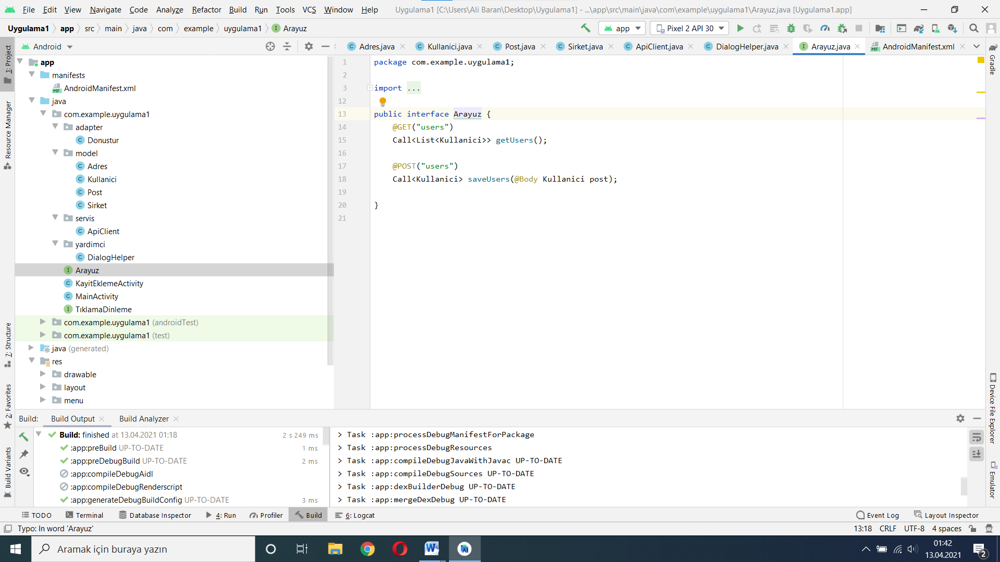 File Edit View Navigate Code Analyze Refactor Build Run Tools VCS Window Help Uygulama1 [C:\Users\Ali Baran\Desktop\Uygulama1] - ...\app\src\main\java\com\example\uygulama1\Arayuz.java [Uygulama1.app]
Uygulama1 app src main java com example uygulama1 I Arayuz app Pixel 2 API 30
Android
C Adres.java C Kullanici.java C Post.java C Sirket.java C ApiClient.java C DialogHelper.java I Arayuz.java MF AndroidManifest.xml
1: Project
Resource Manager
7: Structure
2: Favorites
Build Variants
app
manifests
MF AndroidManifest.xml
java
com.example.uygulama1
adapter
C Donustur
model
C Adres
C Kullanici
C Post
C Sirket
servis
C ApiClient
yardimci
C DialogHelper
I Arayuz
C KayitEklemeActivity
C MainActivity
I TıklamaDinleme
com.example.uygulama1 (androidTest)
com.example.uygulama1 (test)
java (generated)
res
drawable
layout
menu
1 package com.example.uygulama1;
2
3 import ...
12
13 public interface Arayuz {
14 @GET("users")
15 Call<List<Kullanici>> getUsers();
16
17 @POST("users")
18 Call<Kullanici> saveUsers(@Body Kullanici post);
19
20 }
21
Gradle
Device File Explorer
Emulator
Build: Build Output Build Analyzer
Build: finished at 13.04.2021 01:18 2 s 249 ms
:app:preBuild UP-TO-DATE 1 ms
:app:preDebugBuild UP-TO-DATE 2 ms
:app:compileDebugAidl
:app:compileDebugRenderscript
:app:generateDebugBuildConfig UP-TO-DATE 3 ms
> Task :app:processDebugManifestForPackage
> Task :app:processDebugResources
> Task :app:compileDebugJavaWithJavac UP-TO-DATE
> Task :app:compileDebugSources UP-TO-DATE
> Task :app:dexBuilderDebug UP-TO-DATE
> Task :app:mergeDexDebug UP-TO-DATE
TODO Terminal Database Inspector 4: Run Profiler Build 6: Logcat Event Log Layout Inspector
Typo: In word 'Arayuz' 13:18 CRLF UTF-8 4 spaces
Aramak için buraya yazın
01:42
13.04.2021
2